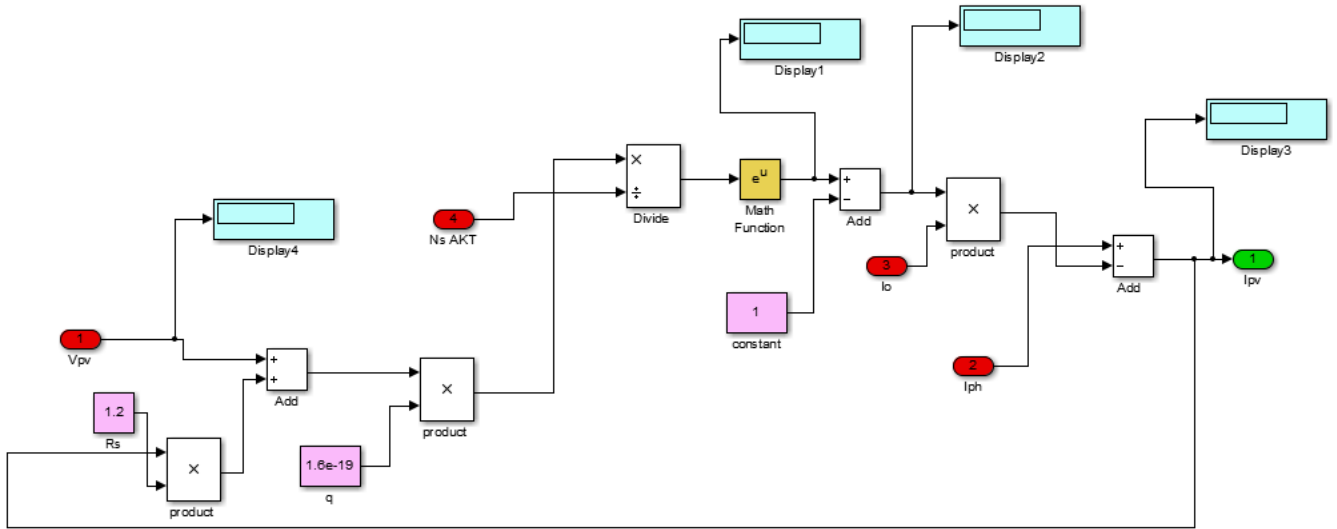 Display2
Display1
Display3
×
÷
Divide
e^u
Math
Function
+
−
Add
×
product
4
Ns AKT
Display4
3
Io
+
−
Add
1
Ipv
1
constant
1
Vpv
+
+
Add
×
product
2
Iph
1.2
Rs
1.6e-19
q
×
product